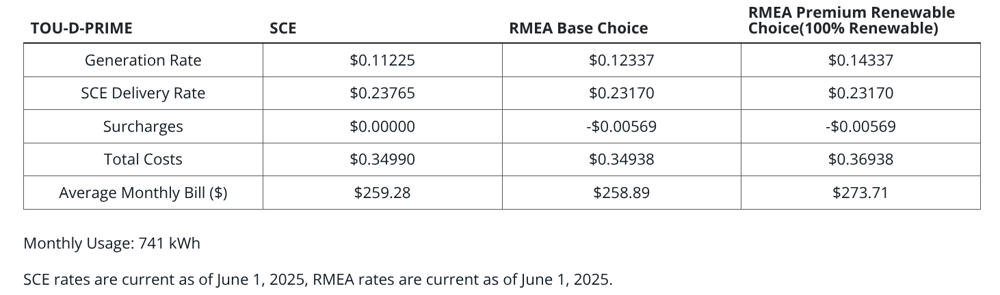 RMEA Premium Renewable
TOU-D-PRIME SCE RMEA Base Choice Choice(100% Renewable)
Generation Rate $0.11225 $0.12337 $0.14337
SCE Delivery Rate $0.23765 $0.23170 $0.23170
Surcharges $0.00000 -$0.00569 -$0.00569
Total Costs $0.34990 $0.34938 $0.36938
Average Monthly Bill ($) $259.28 $258.89 $273.71
Monthly Usage: 741 kWh
SCE rates are current as of June 1, 2025, RMEA rates are current as of June 1, 2025.